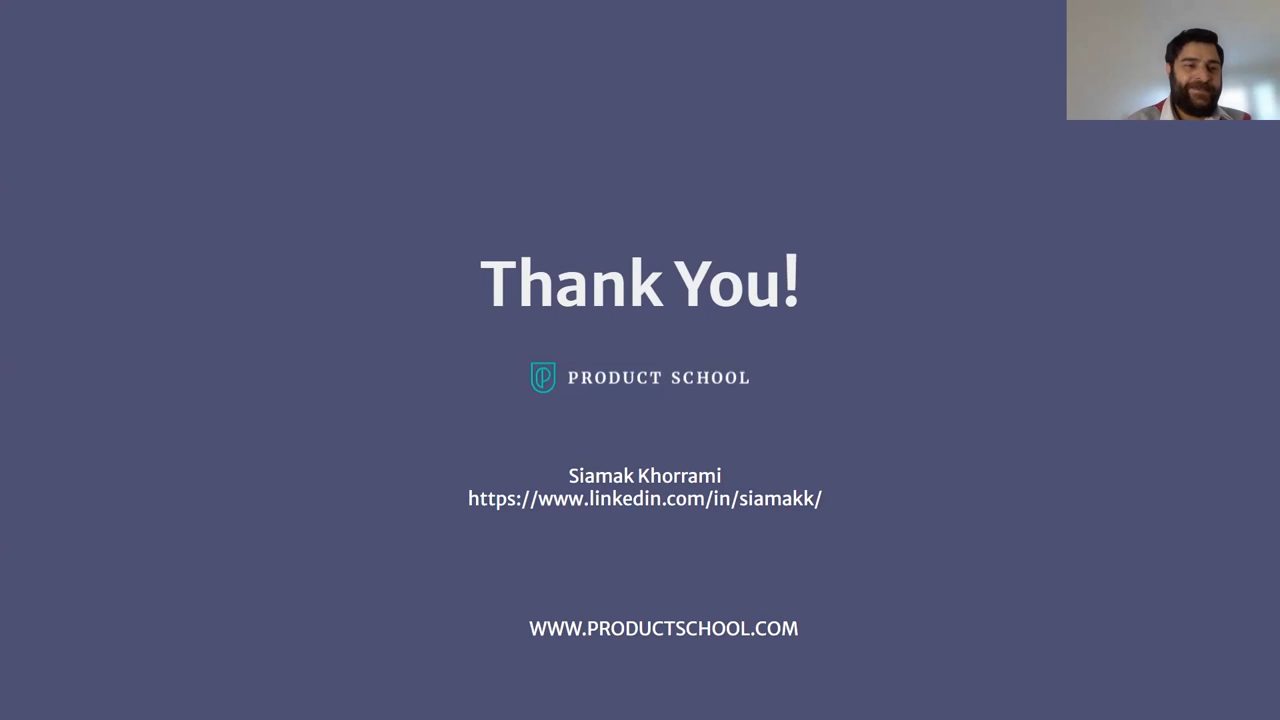 Thank You!
PRODUCT SCHOOL
Siamak Khorrami
https://www.linkedin.com/in/siamakk/
WWW.PRODUCTSCHOOL.COM